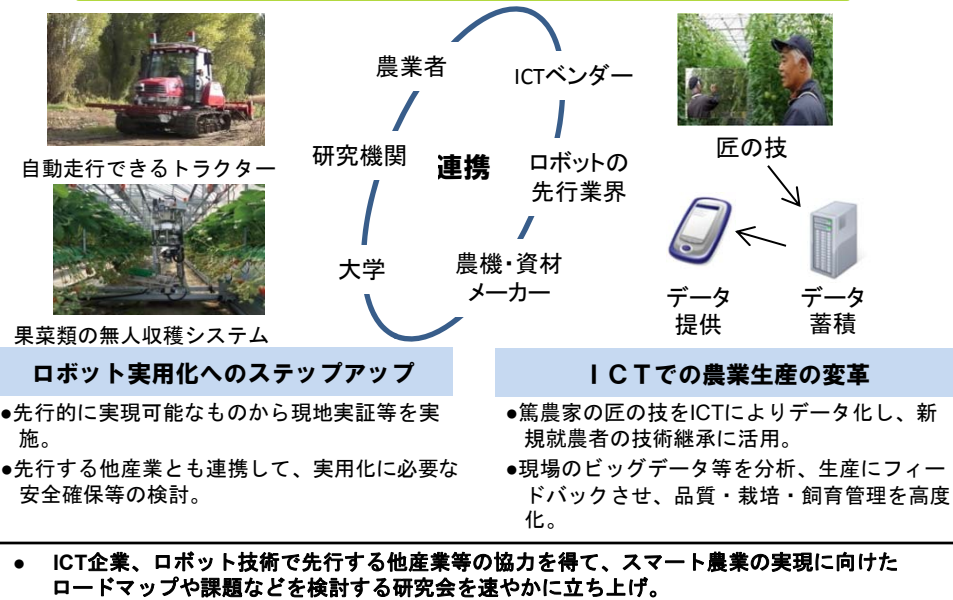 農業者
ICTベンダー
研究機関
連携
ロボットの
先行業界
大学
農機・資材
メーカー
自動走行できるトラクター
果菜類の無人収穫システム
匠の技
データ
提供
データ
蓄積
ロボット実用化へのステップアップ
●先行的に実現可能なものから現地実証等を実
施。
●先行する他産業とも連携して、実用化に必要な
安全確保等の検討。
ＩＣＴでの農業生産の変革
●篤農家の匠の技をICTによりデータ化し、新
規就農者の技術継承に活用。
●現場のビッグデータ等を分析、生産にフィー
ドバックさせ、品質・栽培・飼育管理を高度
化。
● ICT企業、ロボット技術で先行する他産業等の協力を得て、スマート農業の実現に向けた
ロードマップや課題などを検討する研究会を速やかに立ち上げ。